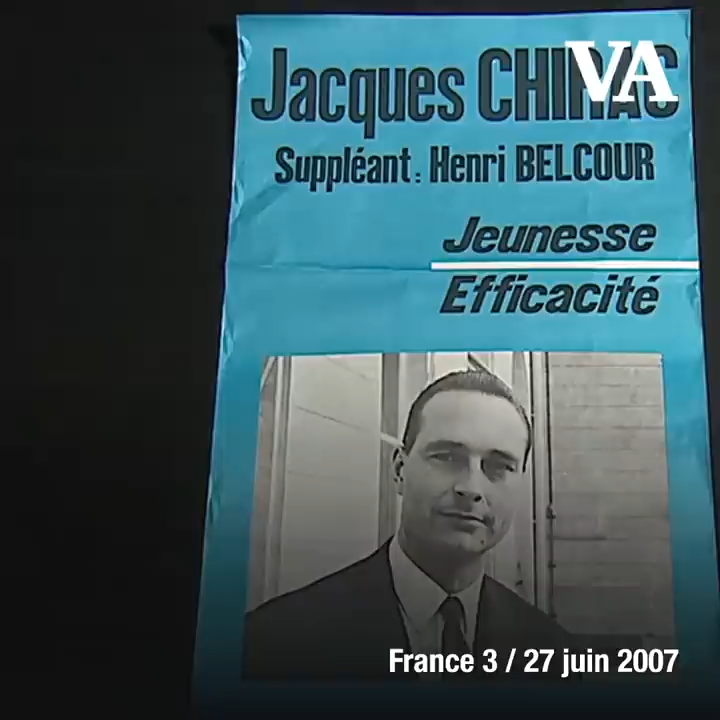 Jacques CHIRAC
VA
Suppléant: Henri BELCOUR
Jeunesse
Efficacité
France 3 / 27 juin 2007